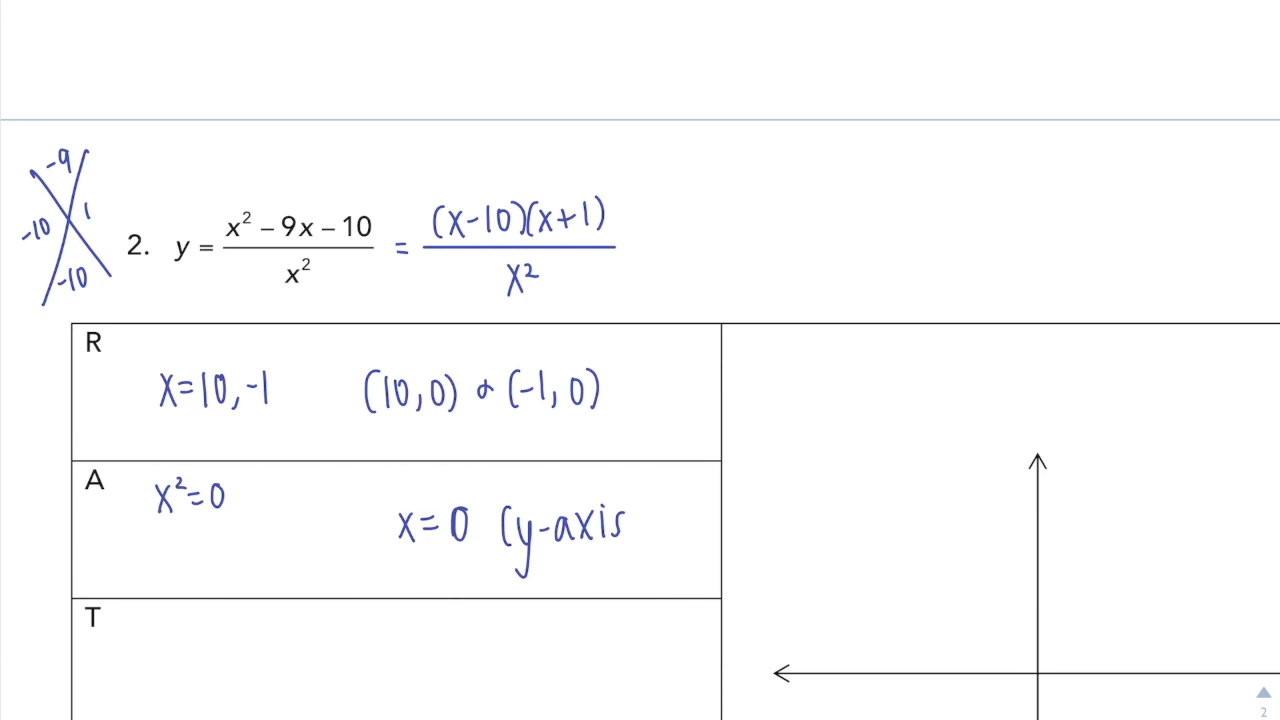 -9
-10 1
-10
2. y = (x² − 9x − 10)/x² = (x-10)(x+1)/x²
R
x=10,-1 (10,0) & (-1,0)
A
x²=0
x=0 (y-axis
T
2